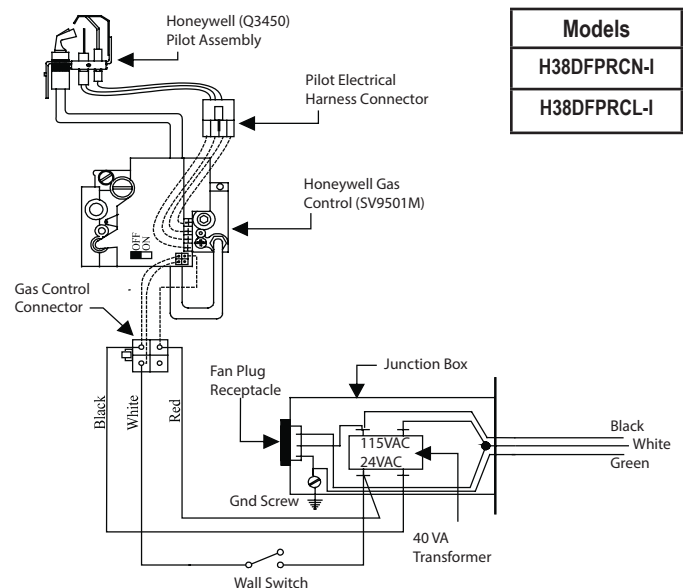 Honeywell (Q3450)
Pilot Assembly
Models
H38DFPRCN-I
H38DFPRCL-I
Pilot Electrical
Harness Connector
Honeywell Gas
Control (SV9501M)
OFF
ON
Gas Control
Connector
Black
White
Red
Fan Plug
Receptacle
Junction Box
115VAC
24VAC
Black
White
Green
Gnd Screw
40 VA
Transformer
Wall Switch